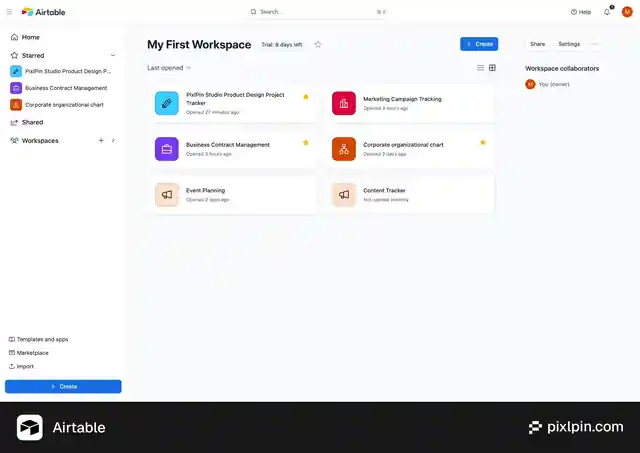 Airtable
Search...
⌘ K
Help
M
Home
Starred
PixlPin Studio Product Design P...
Business Contract Management
Corporate organizational chart
Shared
Workspaces
My First Workspace
Trial: 8 days left
+ Create
Share
Settings
Last opened
Workspace collaborators
M
You (owner)
PixlPin Studio Product Design Project
Tracker
Opened 27 minutes ago
Marketing Campaign Tracking
Opened 3 hours ago
Business Contract Management
Opened 3 hours ago
Corporate organizational chart
Opened 2 days ago
Event Planning
Opened 2 days ago
Content Tracker
Not opened
Templates and apps
Marketplace
Import
+ Create
Airtable
pixlpin.com